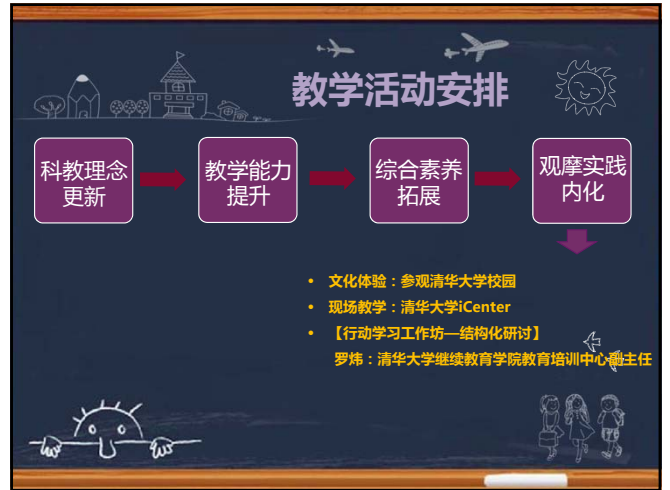 教学活动安排
科教理念
更新
教学能力
提升
综合素养
拓展
观摩实践
内化
• 文化体验：参观清华大学校园
• 现场教学：清华大学iCenter
• 【行动学习工作坊—结构化研讨】
罗炜：清华大学继续教育学院教育培训中心副主任